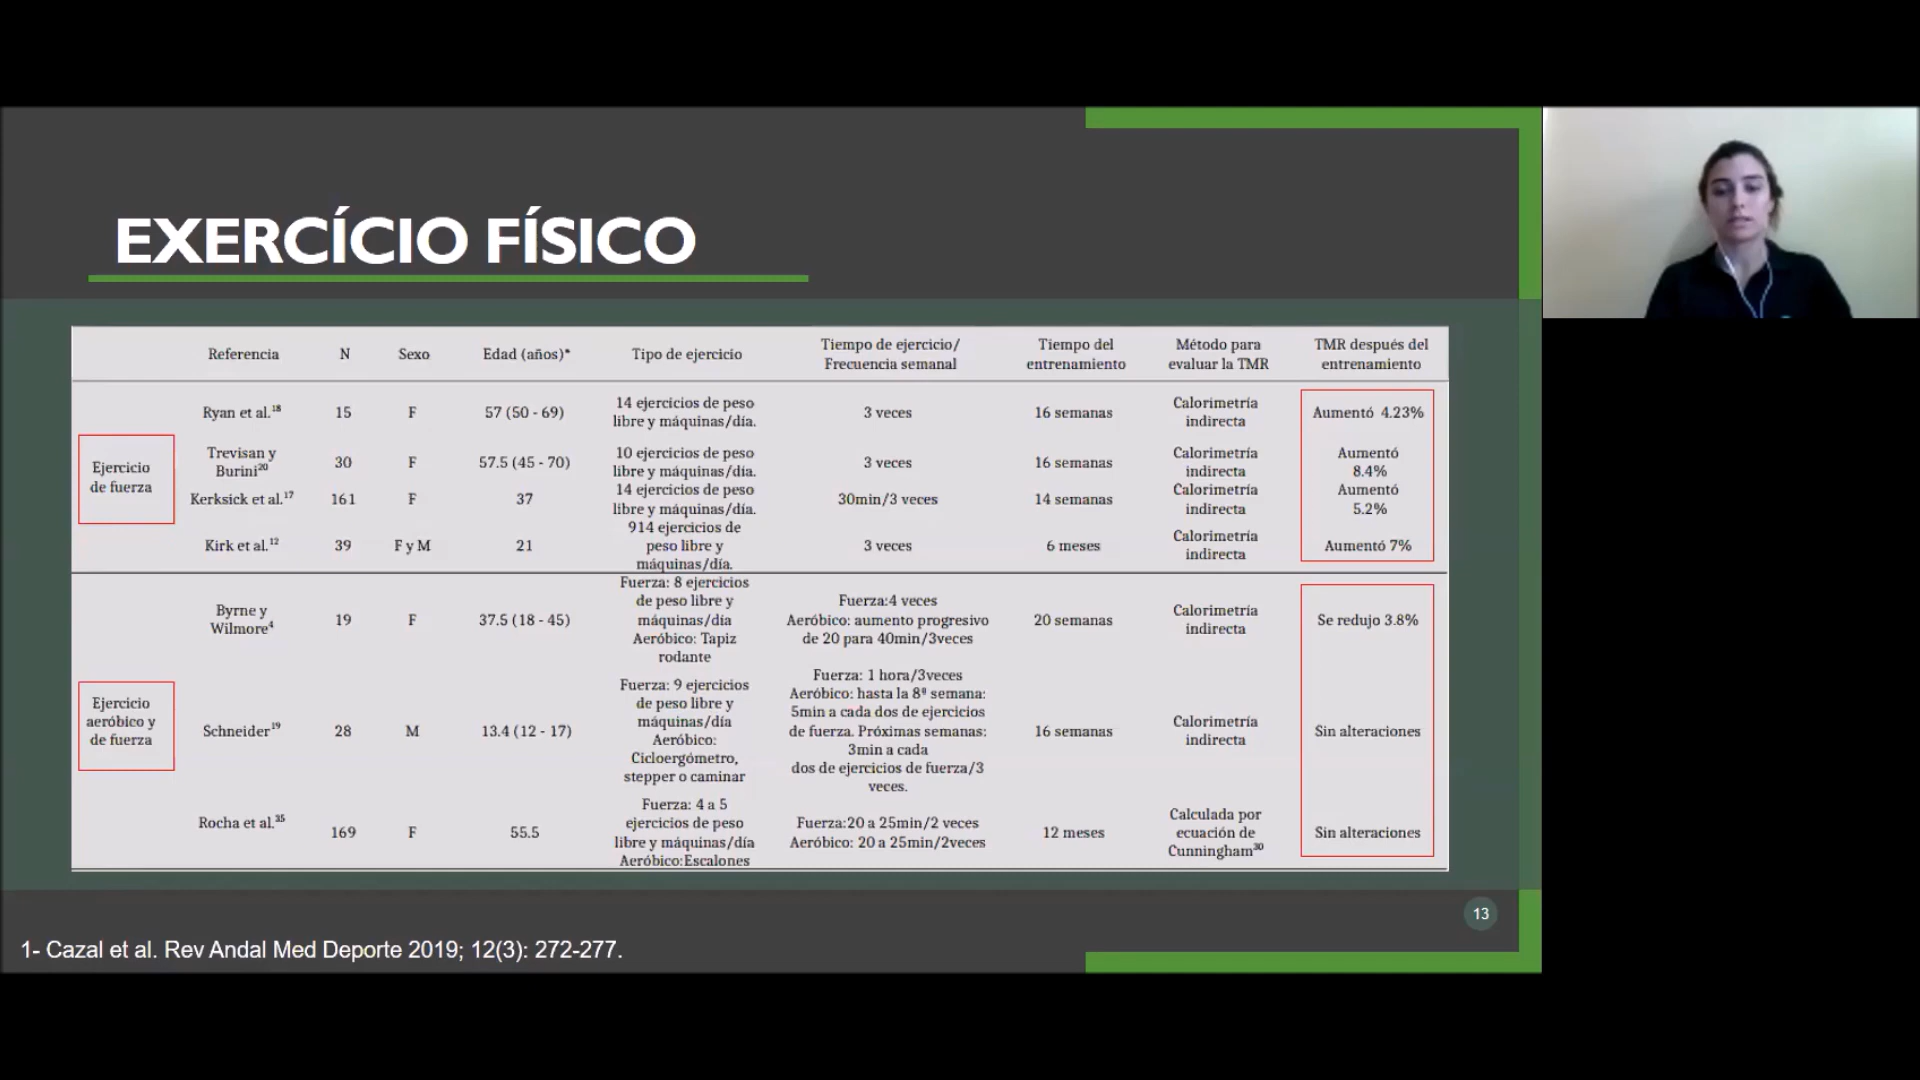 EXERCÍCIO FÍSICO
Referencia N Sexo Edad (años)* Tipo de ejercicio Tiempo de ejercicio/ Frecuencia semanal Tiempo del entrenamiento Método para evaluar la TMR TMR después del entrenamiento
Ejercicio de fuerza
Ryan et al.18 15 F 57 (50 - 69) 14 ejercicios de peso libre y máquinas/día. 3 veces 16 semanas Calorimetría indirecta Aumentó 4.23%
Trevisan y Burini20 30 F 57.5 (45 - 70) 10 ejercicios de peso libre y máquinas/día. 3 veces 16 semanas Calorimetría indirecta Aumentó 8.4%
Kerksick et al.17 161 F 37 14 ejercicios de peso libre y máquinas/día. 30min/3 veces 14 semanas Calorimetría indirecta Aumentó 5.2%
Kirk et al.12 39 F y M 21 914 ejercicios de peso libre y máquinas/día. 3 veces 6 meses Calorimetría indirecta Aumentó 7%
Ejercicio aeróbico y de fuerza
Byrne y Wilmore4 19 F 37.5 (18 - 45) Fuerza: 8 ejercicios de peso libre y máquinas/día Aeróbico: Tapiz rodante Fuerza:4 veces Aeróbico: aumento progresivo de 20 para 40min/3veces 20 semanas Calorimetría indirecta Se redujo 3.8%
Schneider19 28 M 13.4 (12 - 17) Fuerza: 9 ejercicios de peso libre y máquinas/día Aeróbico: Cicloergómetro, stepper o caminar Fuerza: 1 hora/3veces Aeróbico: hasta la 8ª semana: 5min a cada dos de ejercicios de fuerza. Próximas semanas: 3min a cada dos de ejercicios de fuerza/3 veces. 16 semanas Calorimetría indirecta Sin alteraciones
Rocha et al.35 169 F 55.5 Fuerza: 4 a 5 ejercicios de peso libre y máquinas/día Aeróbico:Escalones Fuerza:20 a 25min/2 veces Aeróbico: 20 a 25min/2veces 12 meses Calculada por ecuación de Cunningham30 Sin alteraciones
13
1- Cazal et al. Rev Andal Med Deporte 2019; 12(3): 272-277.